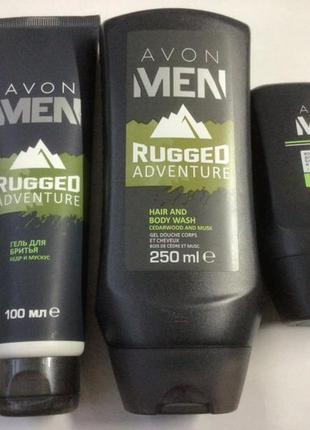 AVON
MEN
RUGGED
ADVENTURE
ГЕЛЬ ДЛЯ
БРИТЬЯ
КЕДР И МУСКУС
100 мл e
AVON
MEN
RUGGED
ADVENTURE
HAIR AND
BODY WASH
CEDARWOOD AND MUSK
GEL DOUCHE CORPS
ET CHEVEUX
BOIS DE CÈDRE ET MUSC
250 ml e